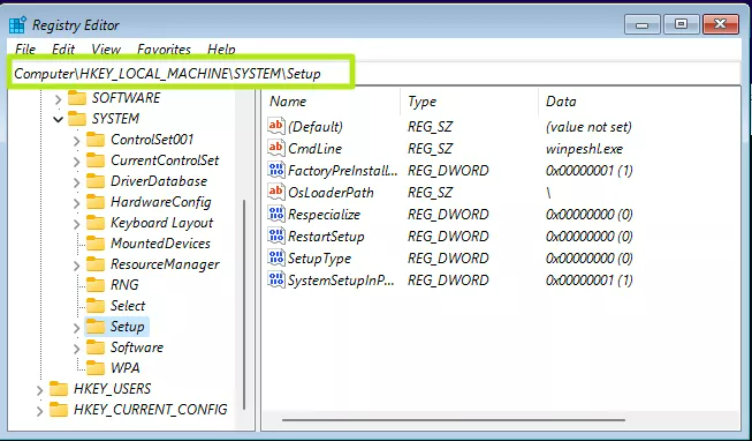 Registry Editor
File Edit View Favorites Help
Computer\HKEY_LOCAL_MACHINE\SYSTEM\Setup
SOFTWARE
SYSTEM
ControlSet001
CurrentControlSet
DriverDatabase
HardwareConfig
Keyboard Layout
MountedDevices
ResourceManager
RNG
Select
Setup
Software
WPA
HKEY_USERS
HKEY_CURRENT_CONFIG
Name Type Data
(Default) REG_SZ (value not set)
CmdLine REG_SZ winpeshl.exe
FactoryPreInstall... REG_DWORD 0x00000001 (1)
OsLoaderPath REG_SZ \
Respecialize REG_DWORD 0x00000000 (0)
RestartSetup REG_DWORD 0x00000000 (0)
SetupType REG_DWORD 0x00000000 (0)
SystemSetupInP... REG_DWORD 0x00000001 (1)